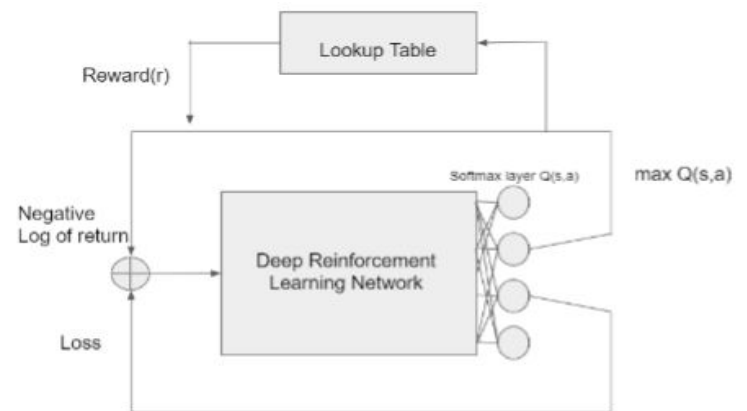 Lookup Table
Reward(r)
Softmax layer Q(s,a)
max Q(s,a)
Negative
Log of return
Deep Reinforcement
Learning Network
Loss